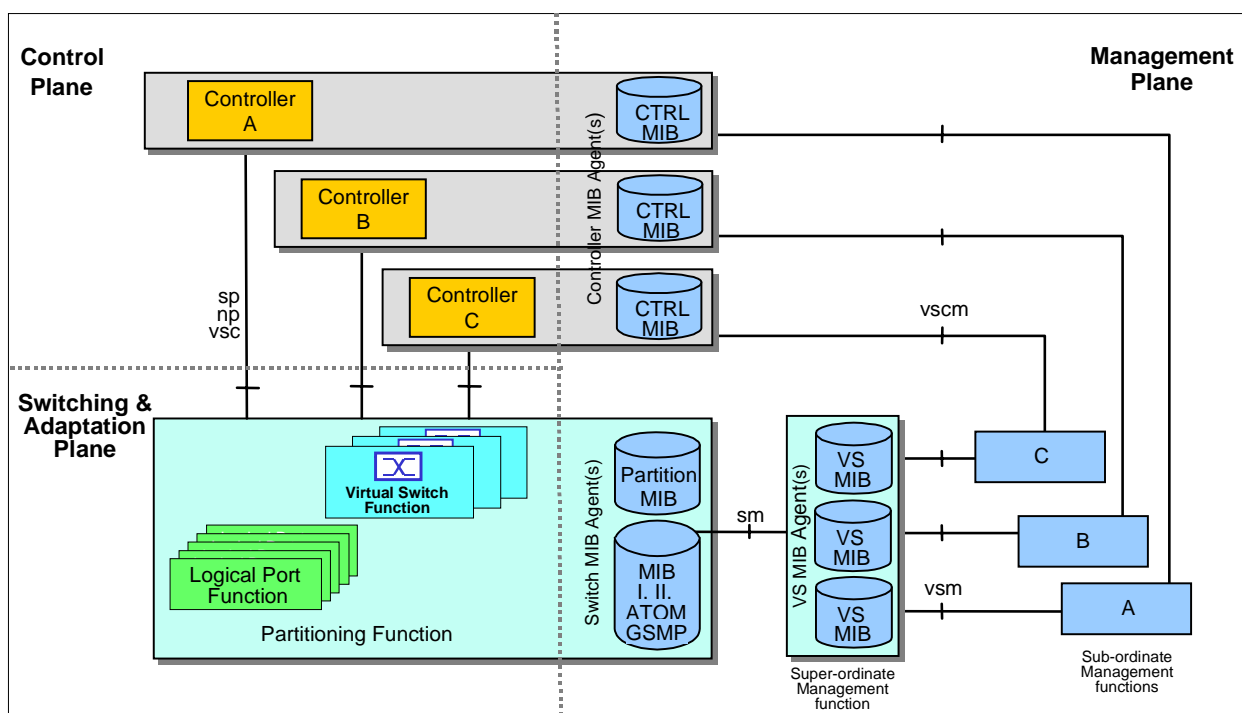 Control
Plane
Management
Plane
Controller
A
CTRL
MIB
Controller
B
CTRL
MIB
Controller MIB Agent(s)
Controller
C
CTRL
MIB
sp
np
vsc
vscm
Switching &
Adaptation
Plane
Virtual Switch
Function
Logical Port
Function
Partitioning Function
Switch MIB Agent(s)
Partition
MIB
MIB
I. II.
ATOM
GSMP
sm
VS MIB Agent(s)
VS
MIB
VS
MIB
VS
MIB
vsm
C
B
A
Super-ordinate
Management
function
Sub-ordinate
Management
functions